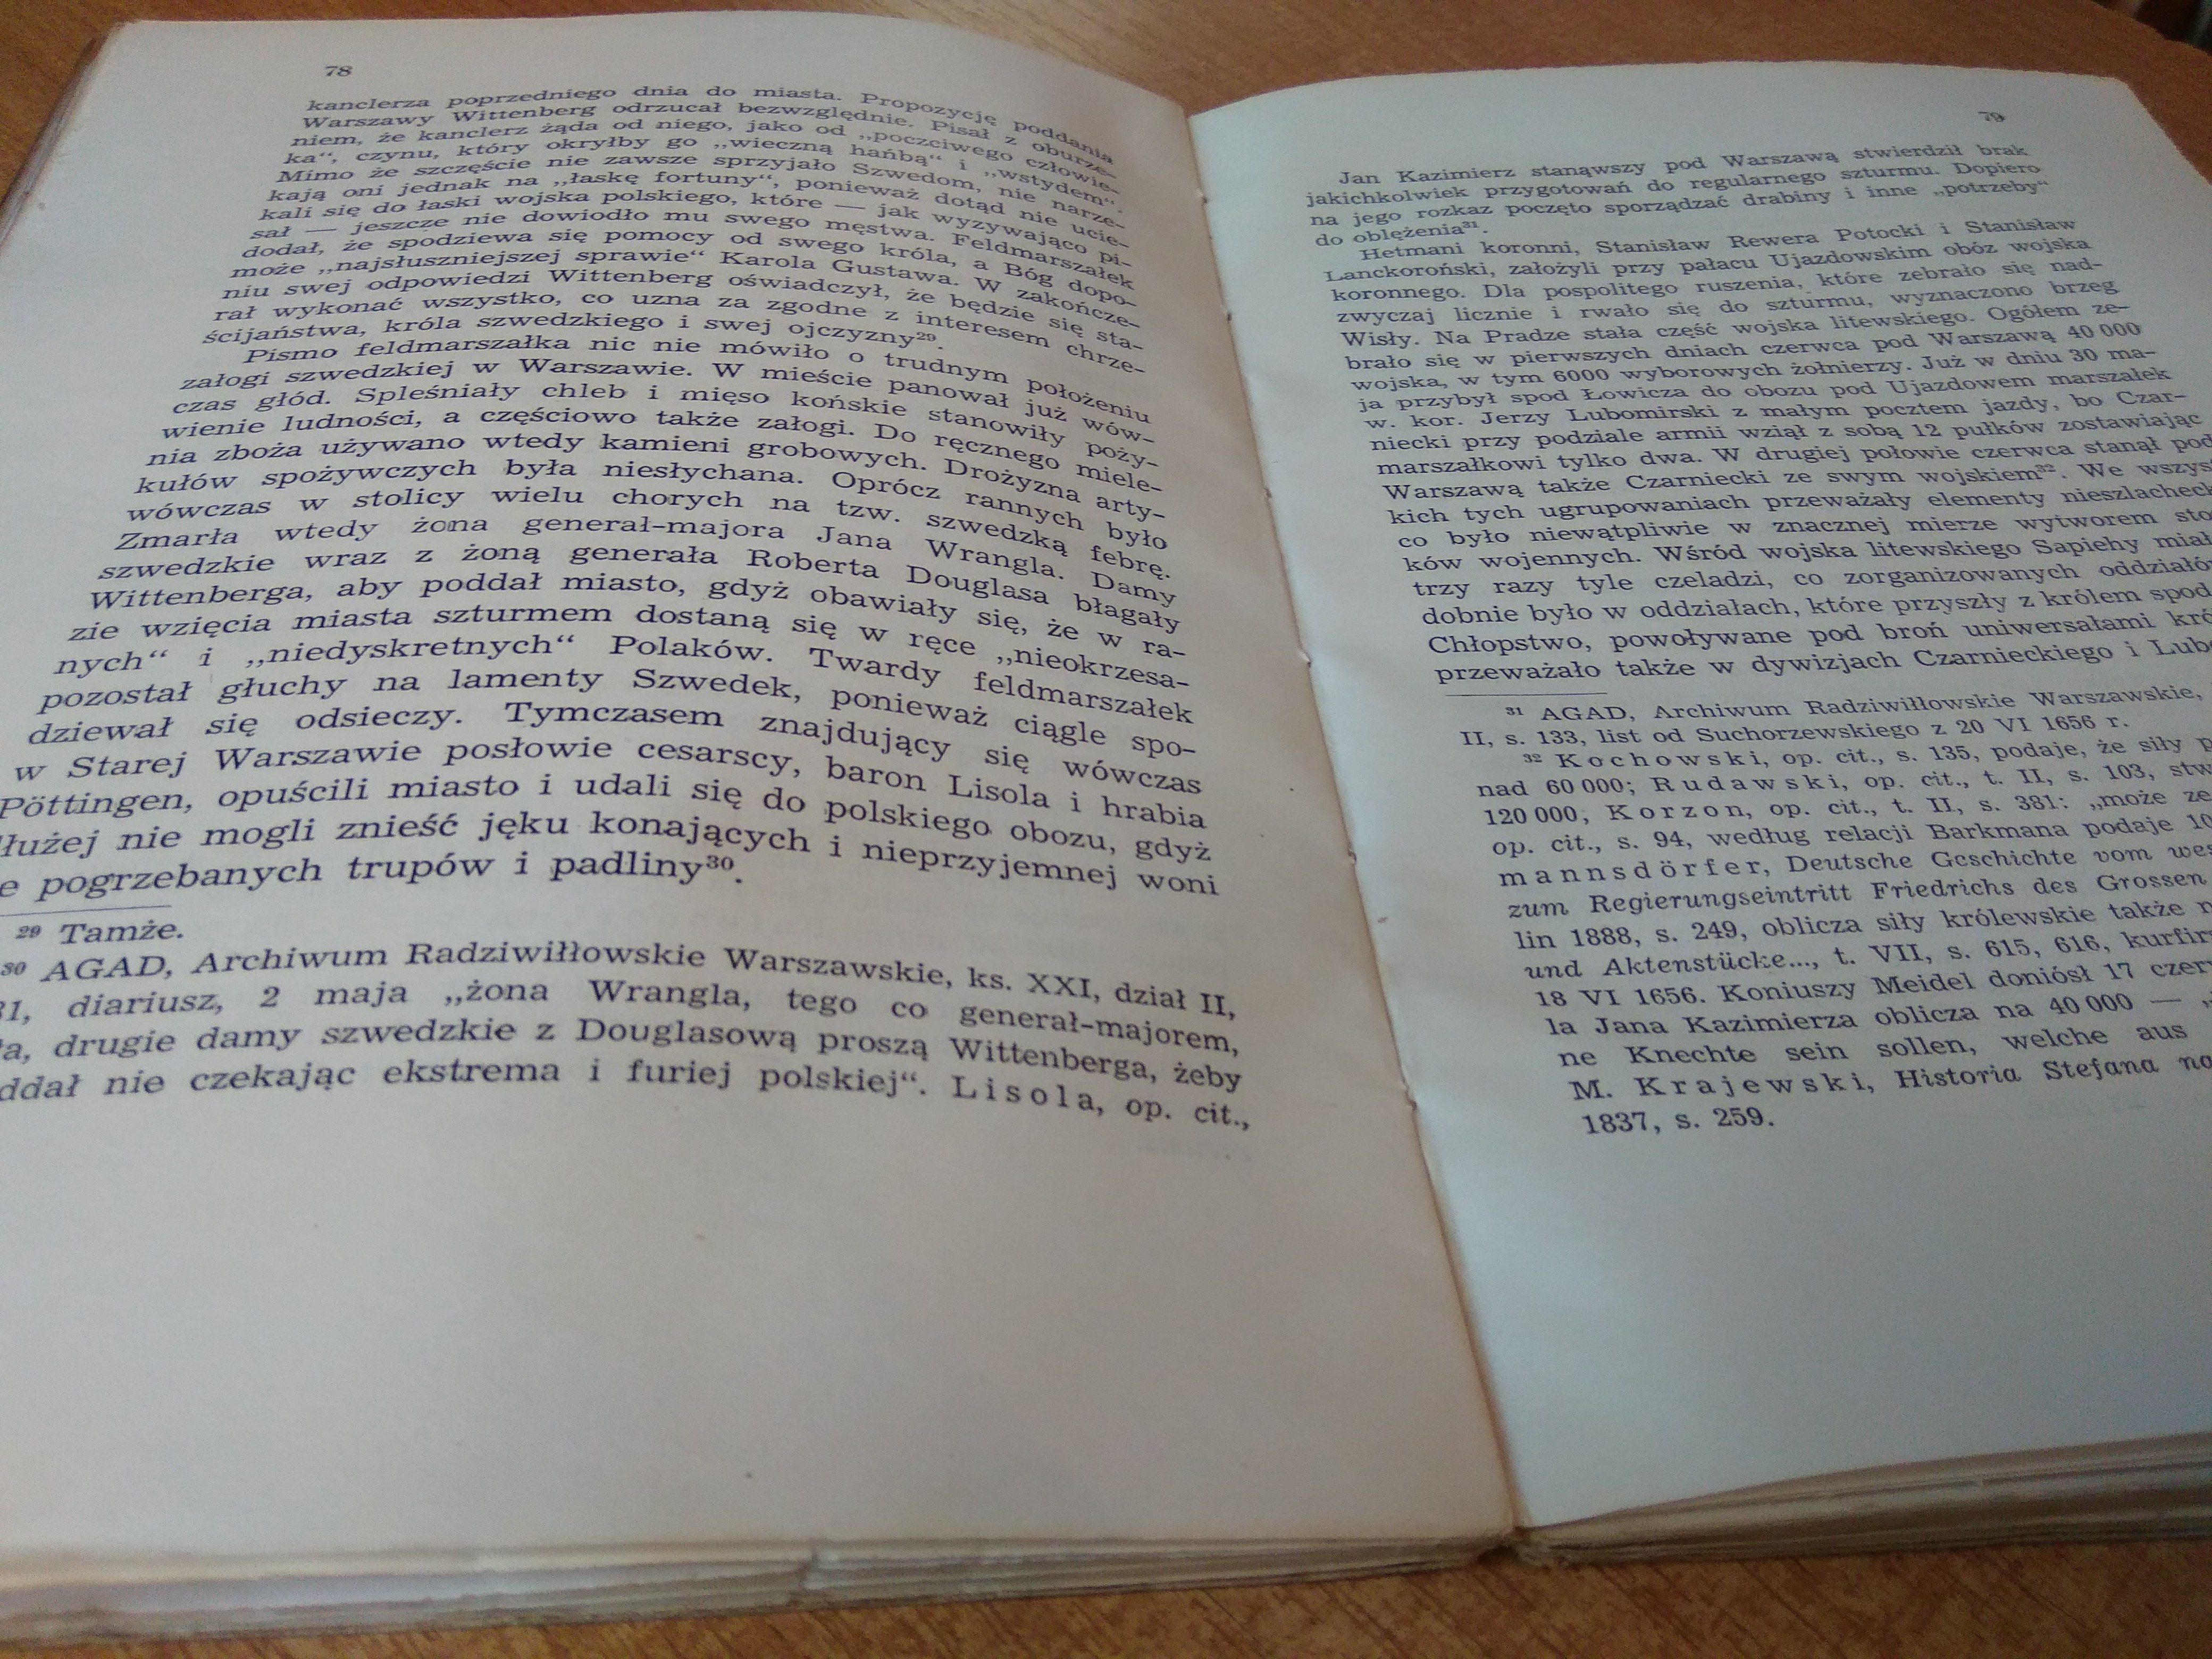 78
kanclerza poprzedniego dnia do miasta. Propozycję poddania
Warszawy Wittenberg odrzucał bezwzględnie. Pisał z oburze-
niem, że kanclerz żąda od niego, jako od „poczciwego człowie-
ka“, czynu, który okryłby go „wieczną hańbą“ i „wstydem“.
Mimo że szczęście nie zawsze sprzyjało Szwedom, nie narze-
kają oni jednak na „łaskę fortuny“, ponieważ dotąd nie ucie-
kali się do łaski wojska polskiego, które — jak wyzywająco pi-
sał — jeszcze nie dowiodło mu swego męstwa. Feldmarszałek
dodał, że spodziewa się pomocy od swego króla, a Bóg dopo-
może „najsłuszniejszej sprawie“ Karola Gustawa. W zakończe-
niu swej odpowiedzi Wittenberg oświadczył, że będzie się sta-
rał wykonać wszystko, co uzna za zgodne z interesem chrze-
ścijaństwa, króla szwedzkiego i swej ojczyzny²⁹.
Pismo feldmarszałka nic nie mówiło o trudnym położeniu
załogi szwedzkiej w Warszawie. W mieście panował już wów-
czas głód. Spleśniały chleb i mięso końskie stanowiły poży-
wienie ludności, a częściowo także załogi. Do ręcznego miele-
nia zboża używano wtedy kamieni grobowych. Drożyzna arty-
kułów spożywczych była niesłychana. Oprócz rannych było
wówczas w stolicy wielu chorych na tzw. szwedzką febrę.
Zmarła wtedy żona generał-majora Jana Wrangla. Damy
szwedzkie wraz z żoną generała Roberta Douglasa błagały
Wittenberga, aby poddał miasto, gdyż obawiały się, że w ra-
zie wzięcia miasta szturmem dostaną się w ręce „nieokrzesa-
nych“ i „niedyskretnych“ Polaków. Twardy feldmarszałek
pozostał głuchy na lamenty Szwedek, ponieważ ciągle spo-
dziewał się odsieczy. Tymczasem znajdujący się wówczas
w Starej Warszawie posłowie cesarscy, baron Lisola i hrabia
Pöttingen, opuścili miasto i udali się do polskiego obozu, gdyż
łużej nie mogli znieść jęku konających i nieprzyjemnej woni
e pogrzebanych trupów i padliny³⁰.
²⁹ Tamże.
³⁰ AGAD, Archiwum Radziwiłłowskie Warszawskie, ks. XXI, dział II,
31, diariusz, 2 maja „żona Wrangla, tego co generał-majorem,
ła, drugie damy szwedzkie z Douglasową proszą Wittenberga, żeby
ddał nie czekając ekstrema i furiej polskiej“. Lisola, op. cit.,
79
Jan Kazimierz stanąwszy pod Warszawą stwierdził brak
jakichkolwiek przygotowań do regularnego szturmu. Dopiero
na jego rozkaz poczęto sporządzać drabiny i inne „potrzeby“
do oblężenia³¹.
Hetmani koronni, Stanisław Rewera Potocki i Stanisław
Lanckoroński, założyli przy pałacu Ujazdowskim obóz wojska
koronnego. Dla pospolitego ruszenia, które zebrało się nad-
zwyczaj licznie i rwało się do szturmu, wyznaczono brzeg
Wisły. Na Pradze stała część wojska litewskiego. Ogółem ze-
brało się w pierwszych dniach czerwca pod Warszawą 40 000
wojska, w tym 6000 wyborowych żołnierzy. Już w dniu 30 ma-
ja przybył spod Łowicza do obozu pod Ujazdowem marszałek
w. kor. Jerzy Lubomirski z małym pocztem jazdy, bo Czar-
niecki przy podziale armii wziął z sobą 12 pułków zostawiając
marszałkowi tylko dwa. W drugiej połowie czerwca stanął pod
Warszawą także Czarniecki ze swym wojskiem³². We wszys
kich tych ugrupowaniach przeważały elementy nieszlacheck
co było niewątpliwie w znacznej mierze wytworem sto
ków wojennych. Wśród wojska litewskiego Sapiehy miał
trzy razy tyle czeladzi, co zorganizowanych oddziałó
dobnie było w oddziałach, które przyszły z królem spod
Chłopstwo, powoływane pod broń uniwersałami kró
przeważało także w dywizjach Czarnieckiego i Lub
³¹ AGAD, Archiwum Radziwiłłowskie Warszawskie,
II, s. 133, list od Suchorzewskiego z 20 VI 1656 r.
³² Kochowski, op. cit., s. 135, podaje, że siły p
nad 60 000; Rudawski, op. cit., t. II, s. 103, stw
120 000; Korzon, op. cit., t. II, s. 381: „może ze
op. cit., s. 94, według relacji Barkmana podaje 10
mannsdörfer, Deutsche Geschichte vom wes
zum Regierungseintritt Friedrichs des Grossen
lin 1888, s. 249, oblicza siły królewskie także n
und Aktenstücke..., t. VII, s. 615, 616, kurfir
18 VI 1656. Koniuszy Meidel doniósł 17 czer
la Jana Kazimierza oblicza na 40 000 —
ne Knechte sein sollen, welche aus
M. Krajewski, Historia Stefana na
1837, s. 259.